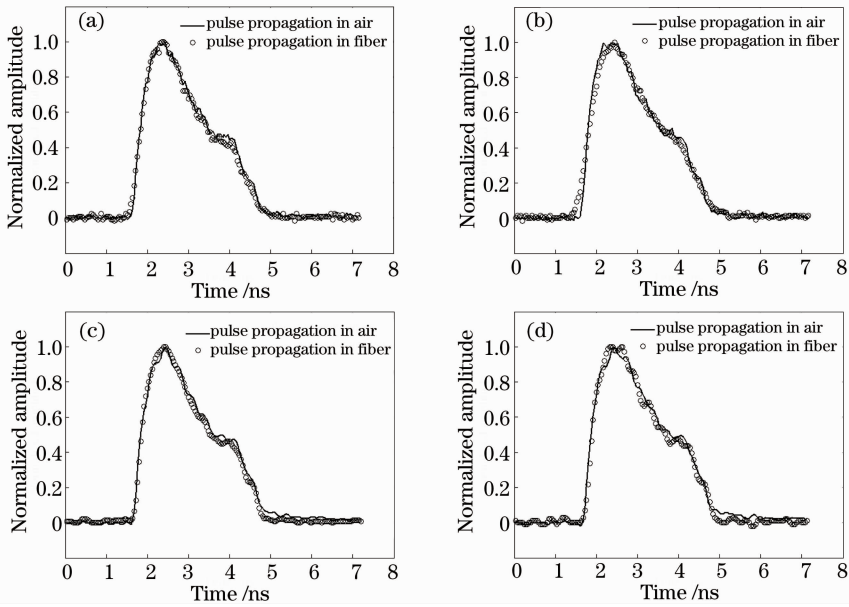 (a)
pulse propagation in air
pulse propagation in fiber
Normalized amplitude
1.0
0.8
0.6
0.4
0.2
0
0 1 2 3 4 5 6 7 8
Time /ns
(b)
pulse propagation in air
pulse propagation in fiber
Normalized amplitude
1.0
0.8
0.6
0.4
0.2
0
0 1 2 3 4 5 6 7 8
Time /ns
(c)
pulse propagation in air
pulse propagation in fiber
Normalized amplitude
1.0
0.8
0.6
0.4
0.2
0
0 1 2 3 4 5 6 7 8
Time /ns
(d)
pulse propagation in air
pulse propagation in fiber
Normalized amplitude
1.0
0.8
0.6
0.4
0.2
0
0 1 2 3 4 5 6 7 8
Time /ns